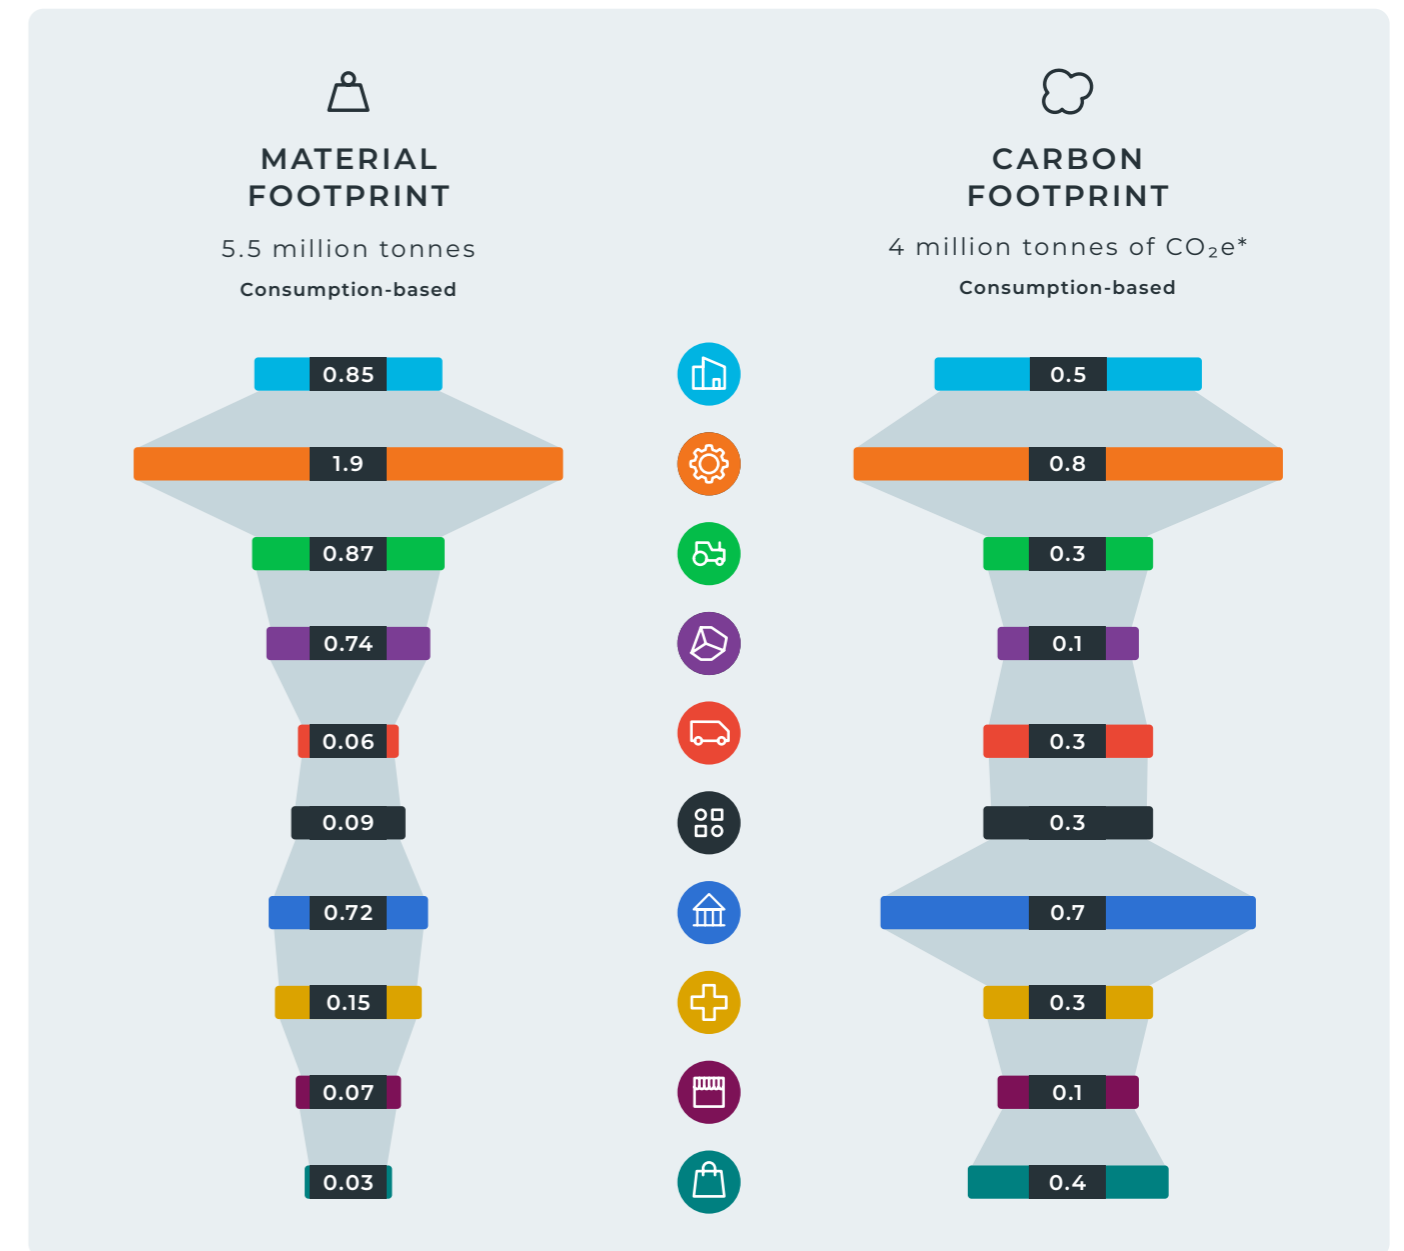 MATERIAL
FOOTPRINT
5.5 million tonnes
Consumption-based
CARBON
FOOTPRINT
4 million tonnes of CO₂e*
Consumption-based
0.85
0.5
1.9
0.8
0.87
0.3
0.74
0.1
0.06
0.3
0.09
0.3
0.72
0.7
0.15
0.3
0.07
0.1
0.03
0.4